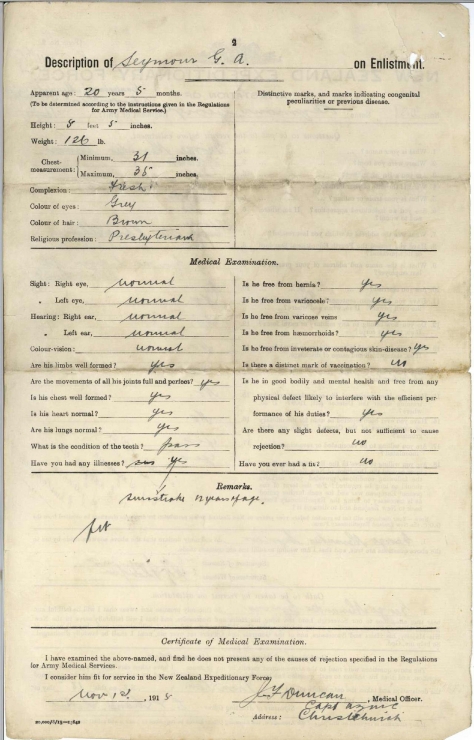 2
Description of Seymour G. A. on Enlistment.
Apparent age: 20 years 5 months.
(To be determined according to the instructions given in the Regulations
for Army Medical Service.)
Height: 5 feet 5 inches.
Weight: 126 lb.
Chest-measurement: Minimum, 31 inches.
Maximum, 35 inches.
Complexion: Fresh
Colour of eyes: Grey
Colour of hair: Brown
Religious profession: Presbyterian
Distinctive marks, and marks indicating congenital
peculiarities or previous disease.
Medical Examination.
Sight: Right eye, normal
„ Left eye, normal
Hearing: Right ear, normal
„ Left ear, normal
Colour-vision: normal
Are his limbs well formed? yes
Are the movements of all his joints full and perfect? yes
Is his chest well formed? yes
Is his heart normal? yes
Are his lungs normal? yes
What is the condition of the teeth? pass
Have you had any illnesses? yes
Is he free from hernia? yes
Is he free from varicocele? yes
Is he free from varicose veins yes
Is he free from hæmorrhoids? yes
Is he free from inveterate or contagious skin-disease? yes
Is there a distinct mark of vaccination? no
Is he in good bodily and mental health and free from any
physical defect likely to interfere with the efficient per-
formance of his duties? yes
Are there any slight defects, but not sufficient to cause
rejection? no
Have you ever had a fit? no
Remarks.
sunstroke 12 years of age.
fit
Certificate of Medical Examination.
I have examined the above-named, and find he does not present any of the causes of rejection specified in the Regulations
for Army Medical Services.
I consider him fit for service in the New Zealand Expeditionary Force.
Nov 12, 1915 J F Duncan, Medical Officer.
Capt NZMC
Address: Christchurch